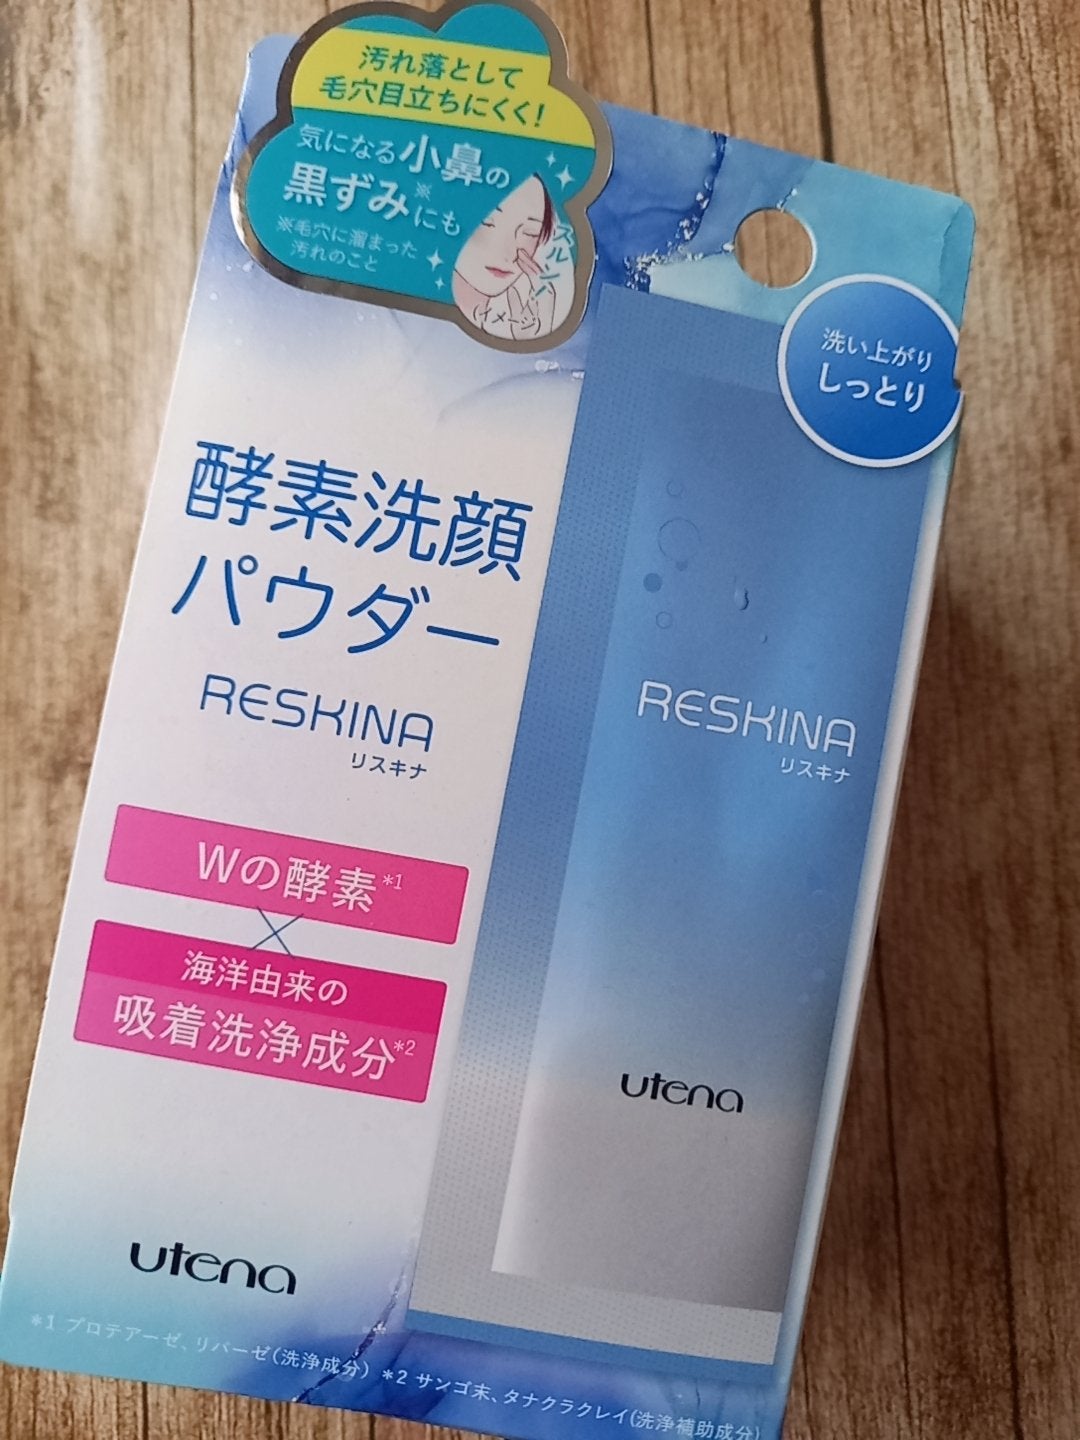 汚れ落として
毛穴目立ちにくく!
気になる小鼻の
黒ずみ※にも
※毛穴に溜まった
汚れのこと
スルン!
(イメージ)
洗い上がり
しっとり
酵素洗顔
パウダー
RESKINA
リスキナ
Wの酵素*1
×
海洋由来の
吸着洗浄成分*2
utena
RESKINA
リスキナ
utena
*1 プロテアーゼ、リパーゼ(洗浄成分) *2 サンゴ末、タナクラクレイ(洗浄補助成分)